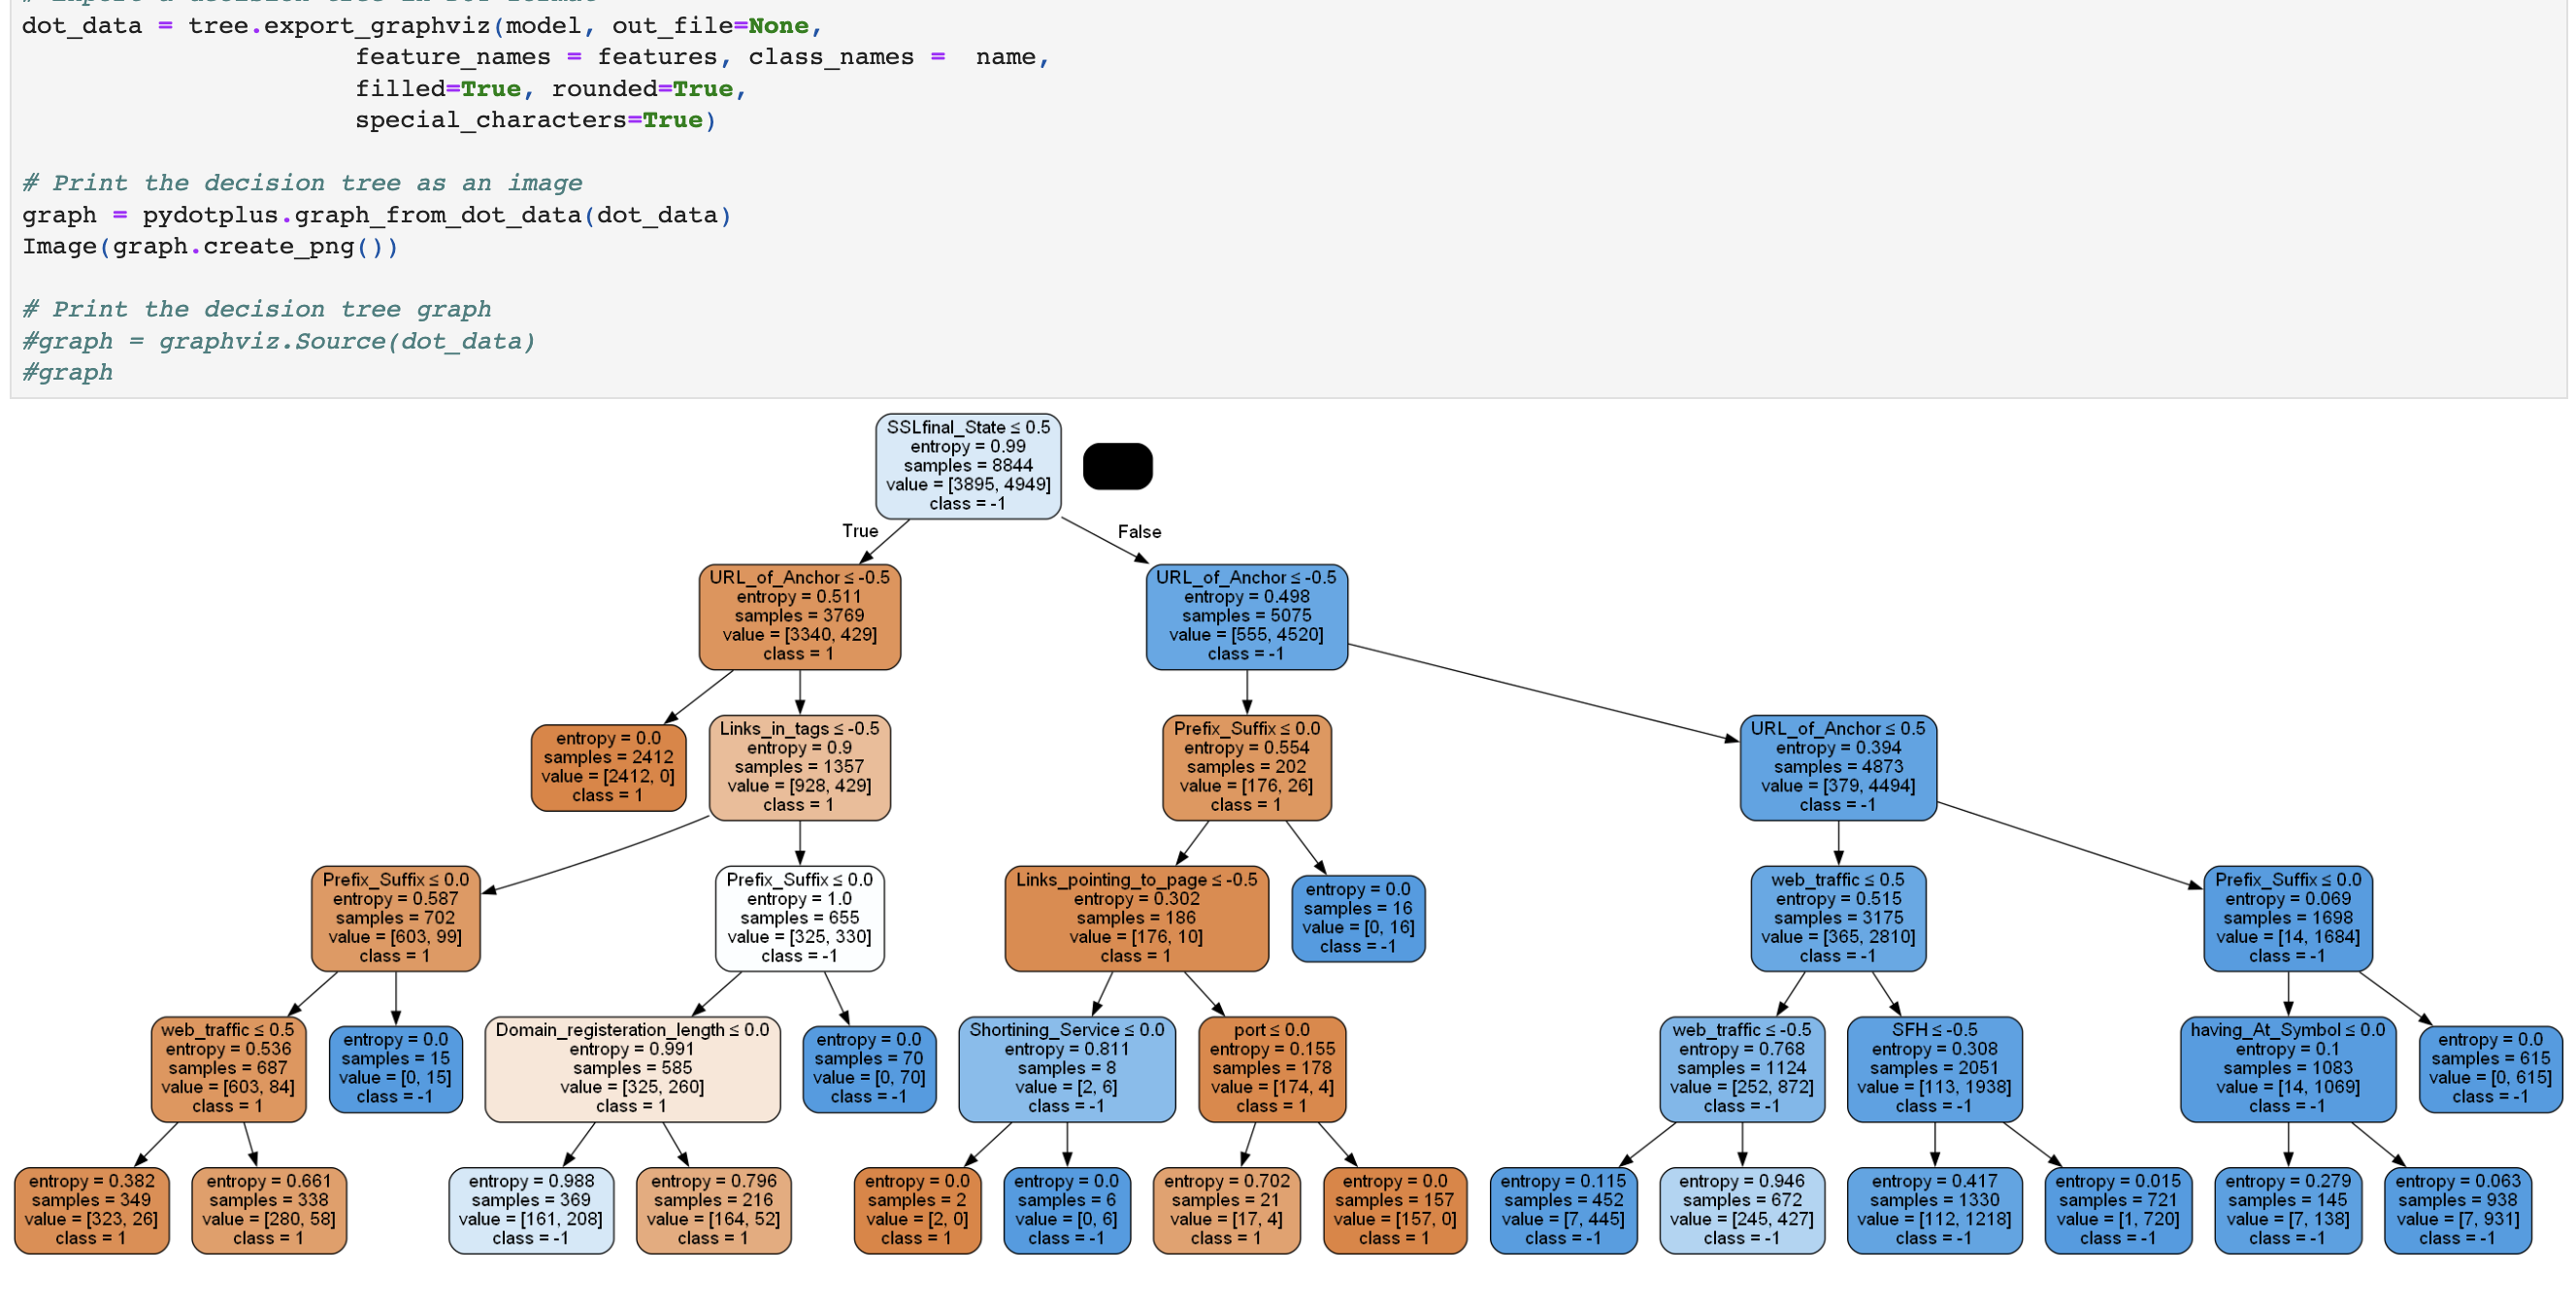 # Export a decision tree in DOT format
dot_data = tree.export_graphviz(model, out_file=None,
feature_names = features, class_names =  name,
filled=True, rounded=True,
special_characters=True)
# Print the decision tree as an image
graph = pydotplus.graph_from_dot_data(dot_data)
Image(graph.create_png())
# Print the decision tree graph
#graph = graphviz.Source(dot_data)
#graph
SSLfinal_State ≤ 0.5
entropy = 0.99
samples = 8844
value = [3895, 4949]
class = -1
True
False
URL_of_Anchor ≤ -0.5
entropy = 0.511
samples = 3769
value = [3340, 429]
class = 1
URL_of_Anchor ≤ -0.5
entropy = 0.498
samples = 5075
value = [555, 4520]
class = -1
entropy = 0.0
samples = 2412
value = [2412, 0]
class = 1
Links_in_tags ≤ -0.5
entropy = 0.9
samples = 1357
value = [928, 429]
class = 1
Prefix_Suffix ≤ 0.0
entropy = 0.554
samples = 202
value = [176, 26]
class = 1
URL_of_Anchor ≤ 0.5
entropy = 0.394
samples = 4873
value = [379, 4494]
class = -1
Prefix_Suffix ≤ 0.0
entropy = 0.587
samples = 702
value = [603, 99]
class = 1
Prefix_Suffix ≤ 0.0
entropy = 1.0
samples = 655
value = [325, 330]
class = -1
Links_pointing_to_page ≤ -0.5
entropy = 0.302
samples = 186
value = [176, 10]
class = 1
entropy = 0.0
samples = 16
value = [0, 16]
class = -1
web_traffic ≤ 0.5
entropy = 0.515
samples = 3175
value = [365, 2810]
class = -1
Prefix_Suffix ≤ 0.0
entropy = 0.069
samples = 1698
value = [14, 1684]
class = -1
web_traffic ≤ 0.5
entropy = 0.536
samples = 687
value = [603, 84]
class = 1
entropy = 0.0
samples = 15
value = [0, 15]
class = -1
Domain_registeration_length ≤ 0.0
entropy = 0.991
samples = 585
value = [325, 260]
class = 1
entropy = 0.0
samples = 70
value = [0, 70]
class = -1
Shortining_Service ≤ 0.0
entropy = 0.811
samples = 8
value = [2, 6]
class = -1
port ≤ 0.0
entropy = 0.155
samples = 178
value = [174, 4]
class = 1
web_traffic ≤ -0.5
entropy = 0.768
samples = 1124
value = [252, 872]
class = -1
SFH ≤ -0.5
entropy = 0.308
samples = 2051
value = [113, 1938]
class = -1
having_At_Symbol ≤ 0.0
entropy = 0.1
samples = 1083
value = [14, 1069]
class = -1
entropy = 0.0
samples = 615
value = [0, 615]
class = -1
entropy = 0.382
samples = 349
value = [323, 26]
class = 1
entropy = 0.661
samples = 338
value = [280, 58]
class = 1
entropy = 0.988
samples = 369
value = [161, 208]
class = -1
entropy = 0.796
samples = 216
value = [164, 52]
class = 1
entropy = 0.0
samples = 2
value = [2, 0]
class = 1
entropy = 0.0
samples = 6
value = [0, 6]
class = -1
entropy = 0.702
samples = 21
value = [17, 4]
class = 1
entropy = 0.0
samples = 157
value = [157, 0]
class = 1
entropy = 0.115
samples = 452
value = [7, 445]
class = -1
entropy = 0.946
samples = 672
value = [245, 427]
class = -1
entropy = 0.417
samples = 1330
value = [112, 1218]
class = -1
entropy = 0.015
samples = 721
value = [1, 720]
class = -1
entropy = 0.279
samples = 145
value = [7, 138]
class = -1
entropy = 0.063
samples = 938
value = [7, 931]
class = -1